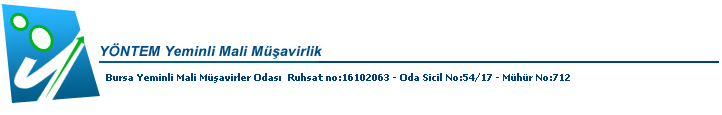 YÖNTEM Yeminli Mali Müşavirlik
Bursa Yeminli Mali Müşavirler Odası Ruhsat no:16102063 - Oda Sicil No:54/17 - Mühür No:712